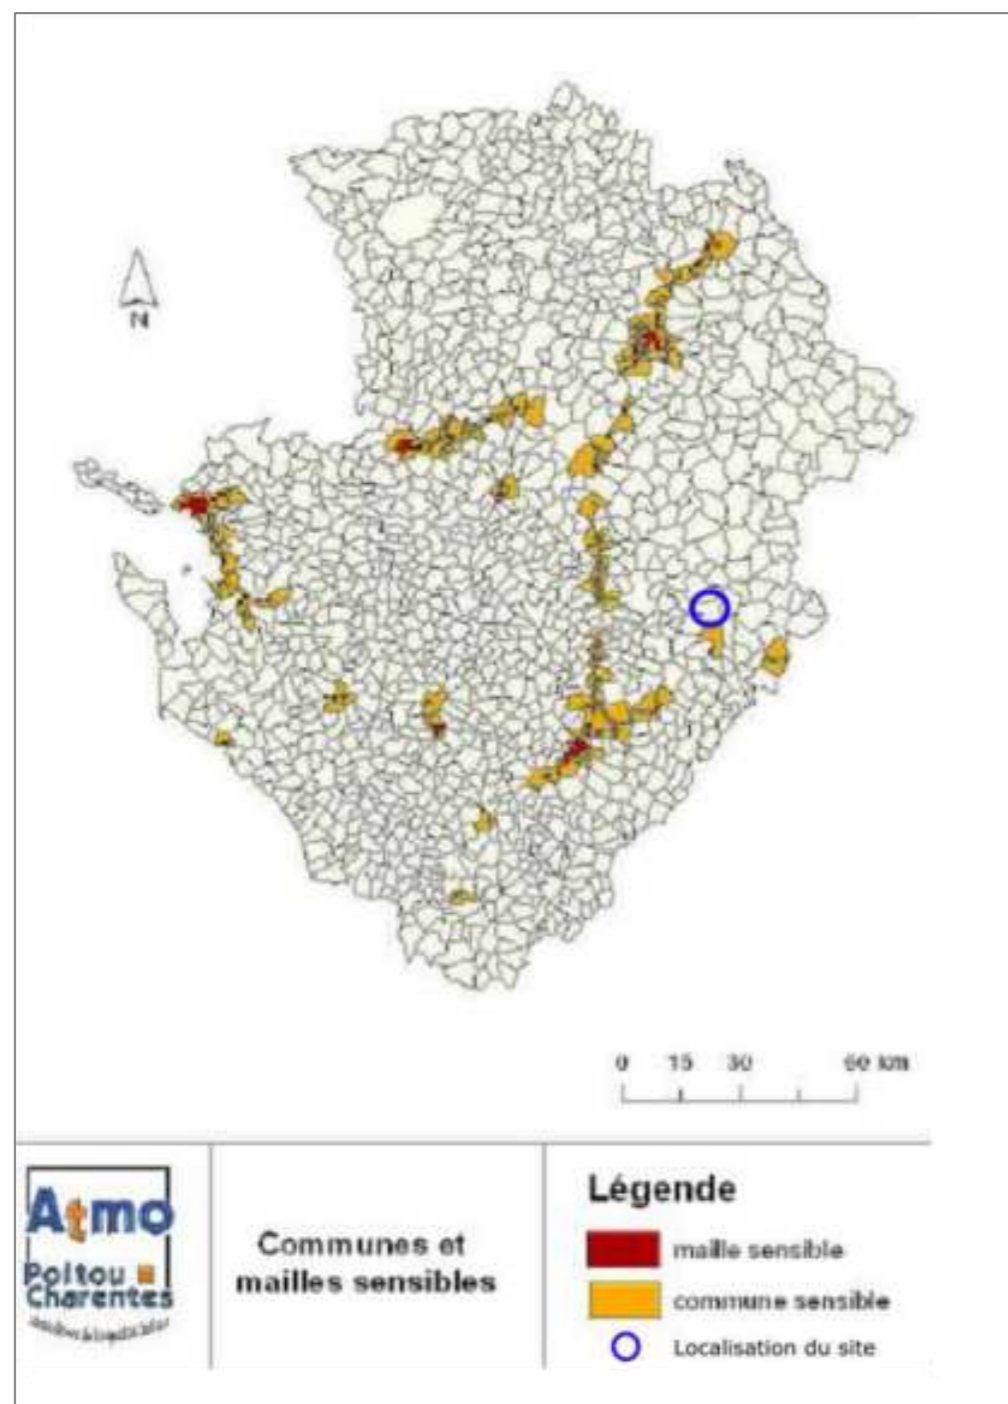 N
0 15 30 60 km
Atmo
Poitou
Charentes
Communes et
mailles sensibles
Légende
maille sensible
commune sensible
Localisation du site